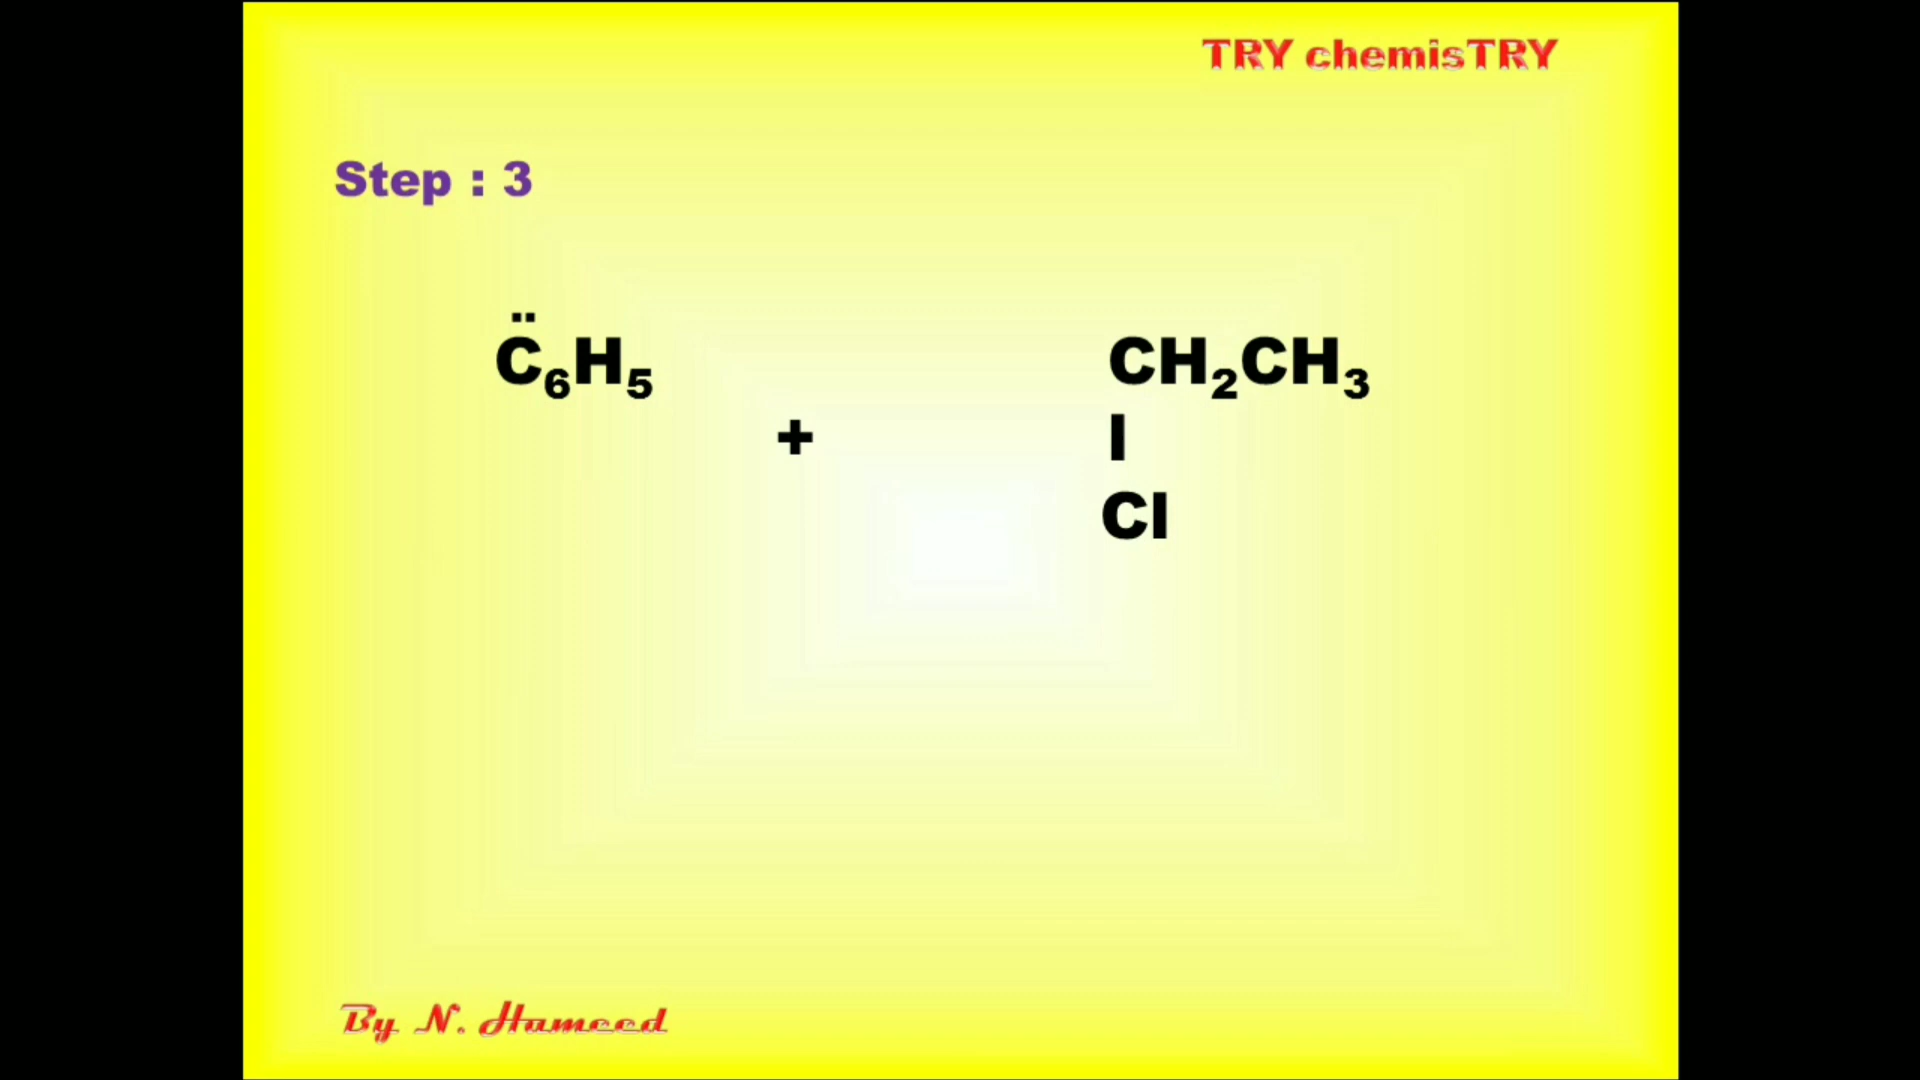 TRY chemisTRY
Step : 3
C̈₆H₅ + CH₂CH₃
I
Cl
By N. Hameed